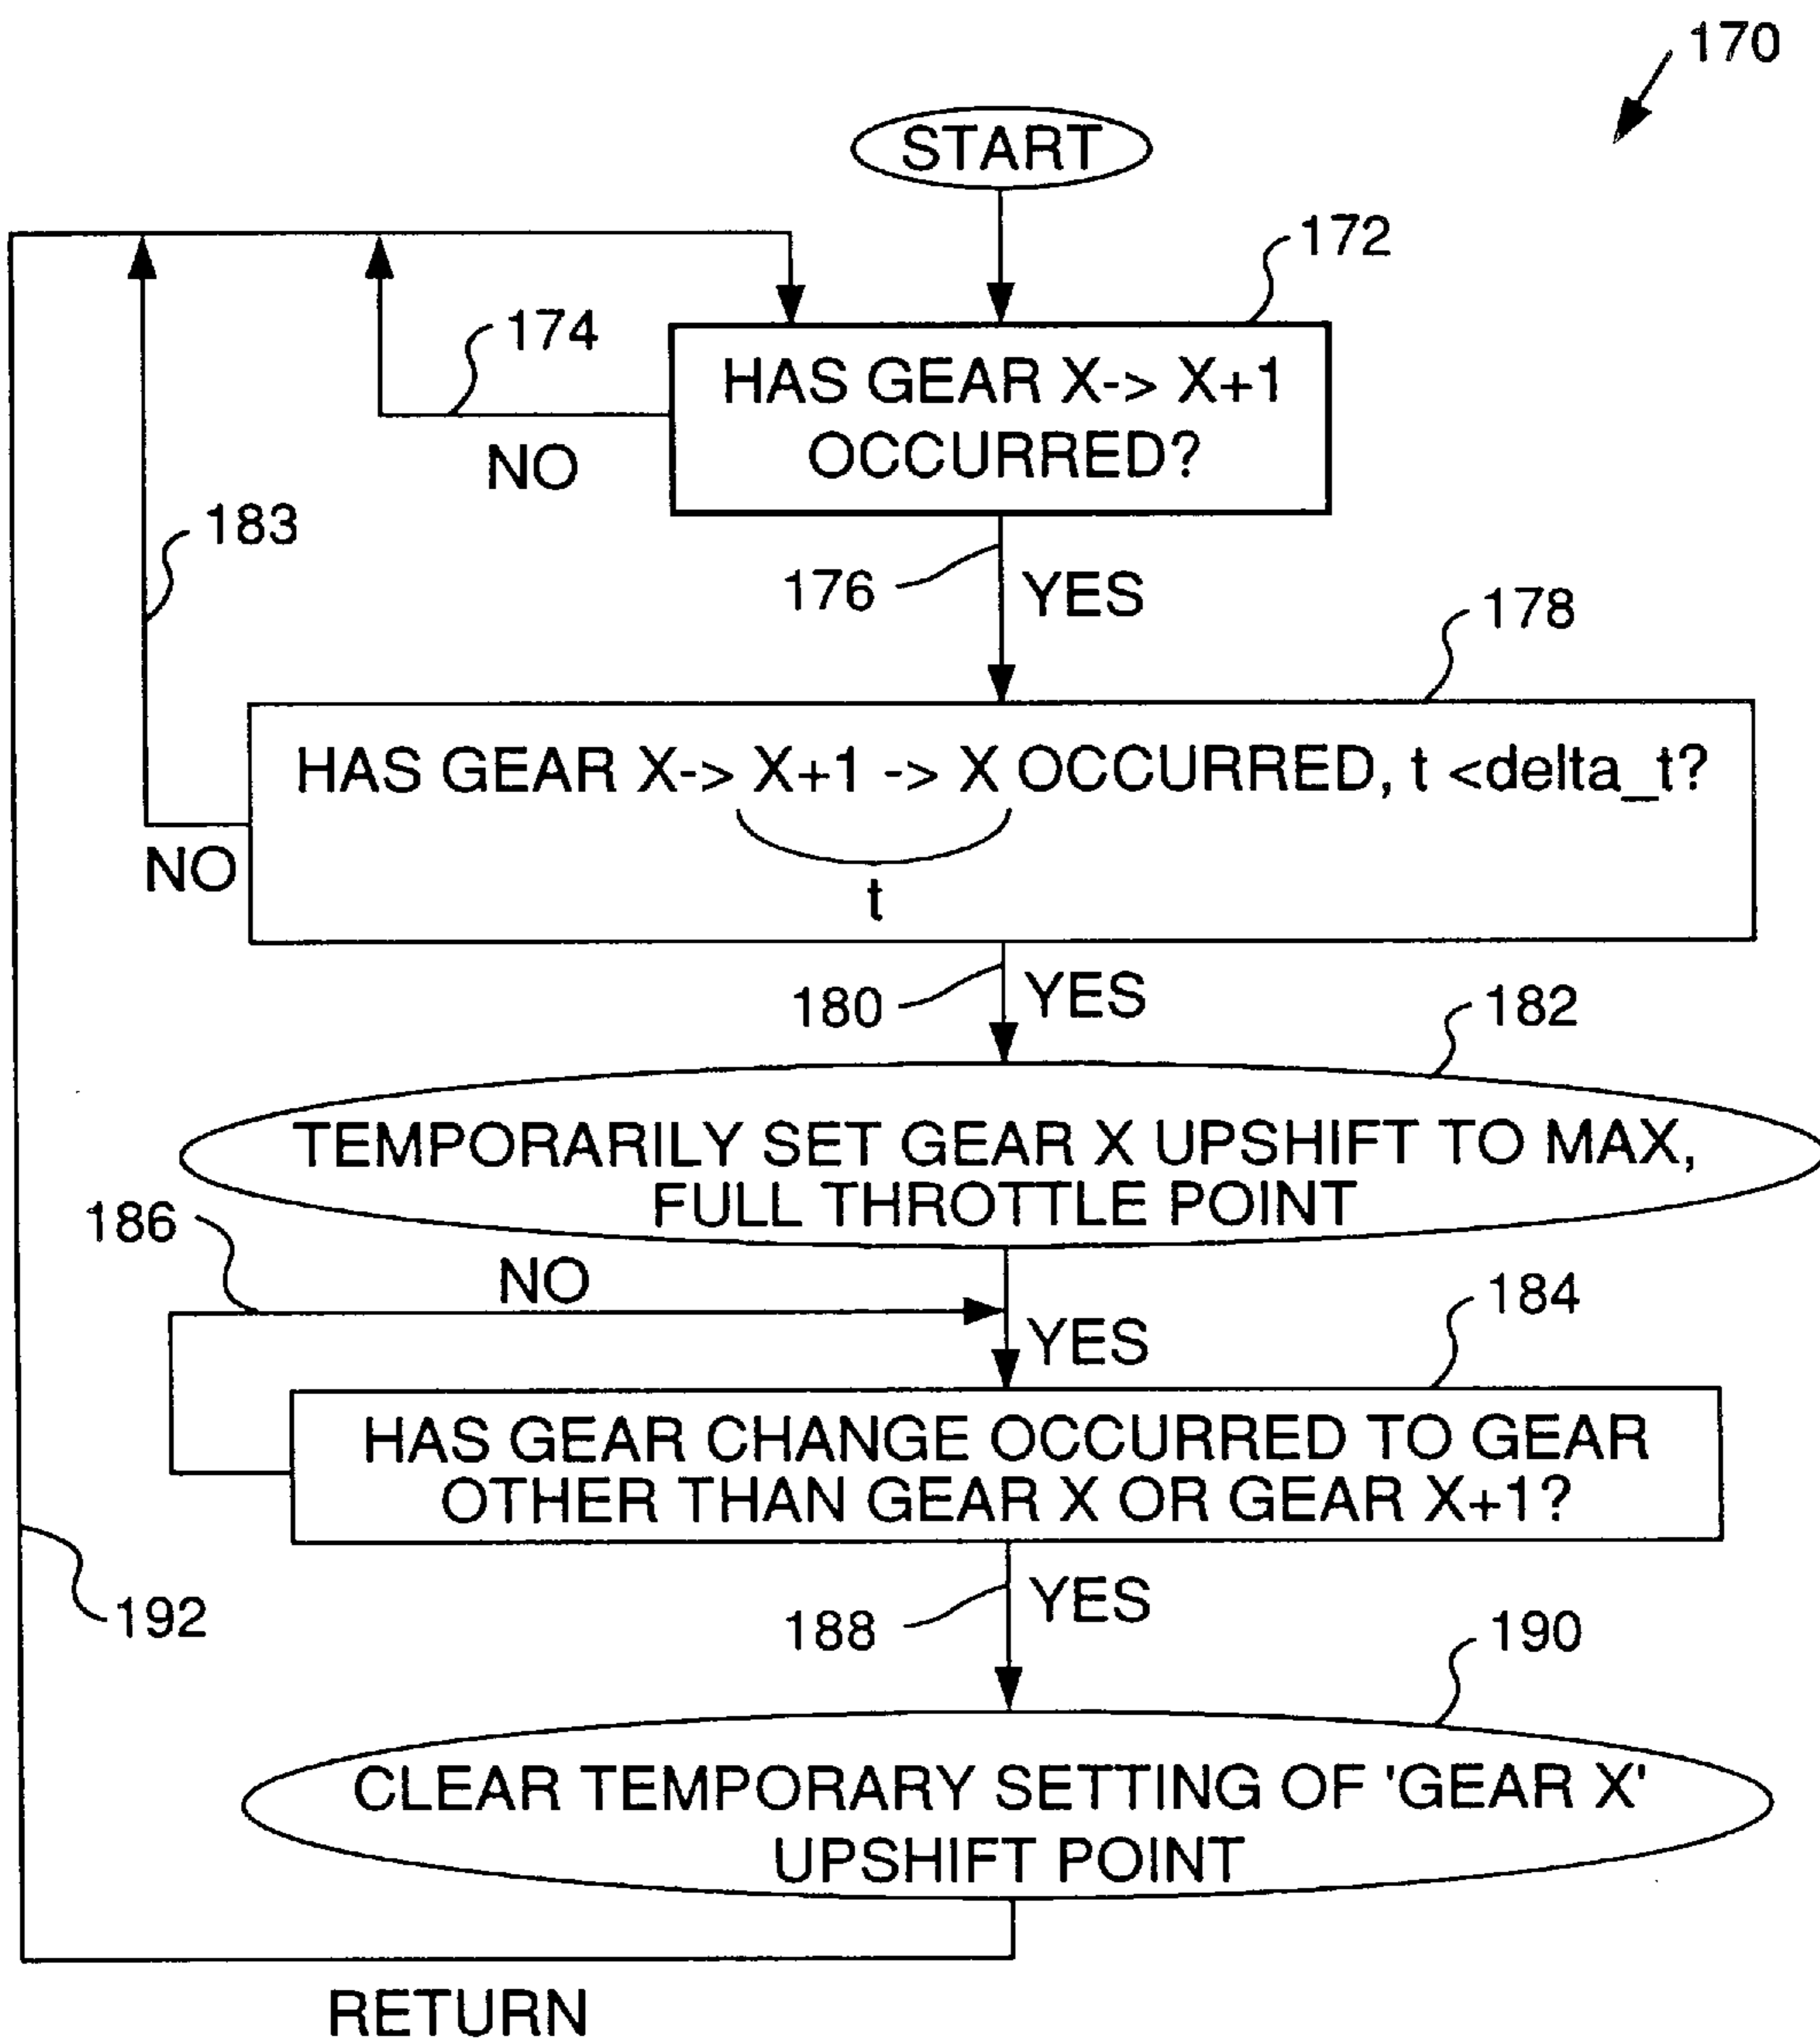 170
START
172
HAS GEAR X-> X+1
OCCURRED?
174
NO
183
176
YES
178
HAS GEAR X-> X+1 -> X OCCURRED, t <delta_t?
t
NO
180
YES
182
TEMPORARILY SET GEAR X UPSHIFT TO MAX,
FULL THROTTLE POINT
186
NO
YES
184
HAS GEAR CHANGE OCCURRED TO GEAR
OTHER THAN GEAR X OR GEAR X+1?
192
188
YES
190
CLEAR TEMPORARY SETTING OF 'GEAR X'
UPSHIFT POINT
RETURN